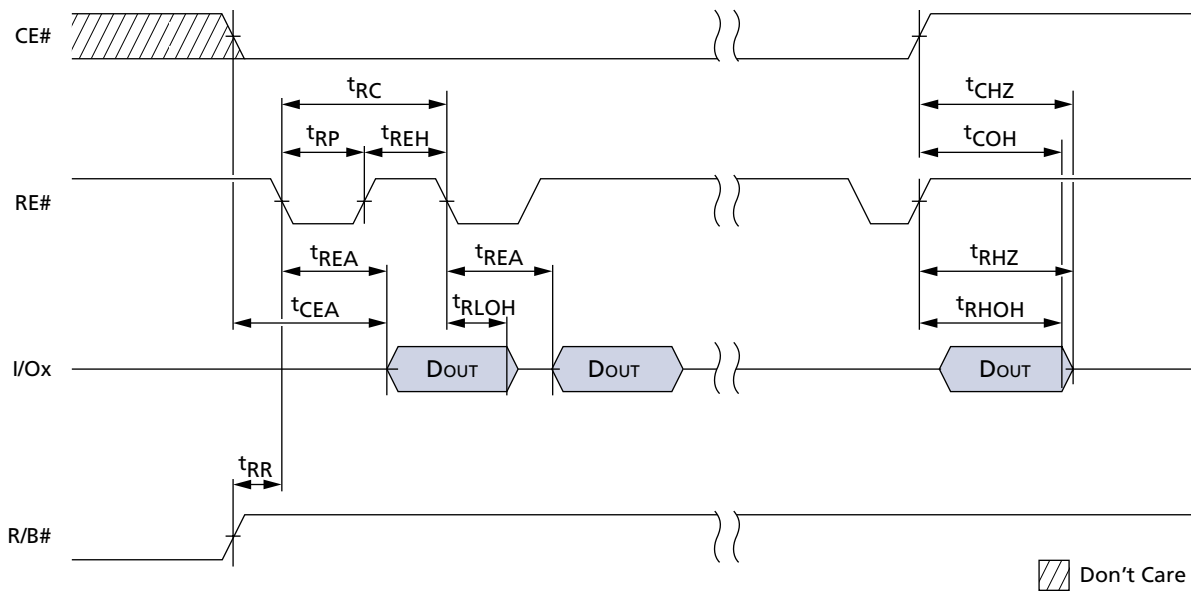 CE#
tRC
tCHZ
tRP
tREH
tCOH
RE#
tREA
tREA
tRHZ
tCEA
tRLOH
tRHOH
I/Ox
DOUT
DOUT
DOUT
tRR
R/B#
Don't Care